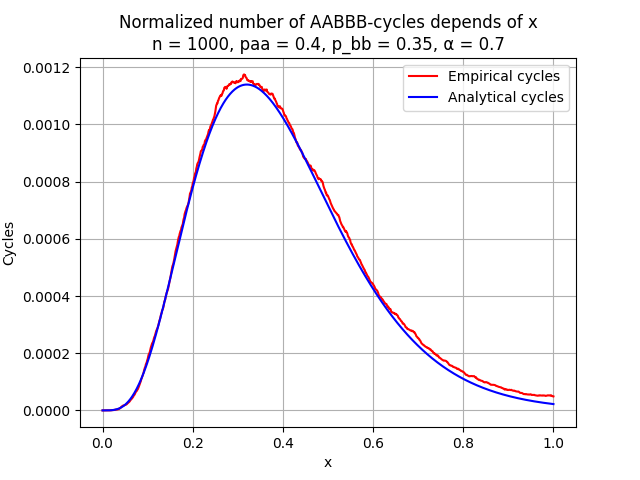 Normalized number of AABBB-cycles depends of x
n = 1000, paa = 0.4, p_bb = 0.35, α = 0.7
Empirical cycles
Analytical cycles
Cycles
0.0012
0.0010
0.0008
0.0006
0.0004
0.0002
0.0000
0.0 0.2 0.4 0.6 0.8 1.0
x